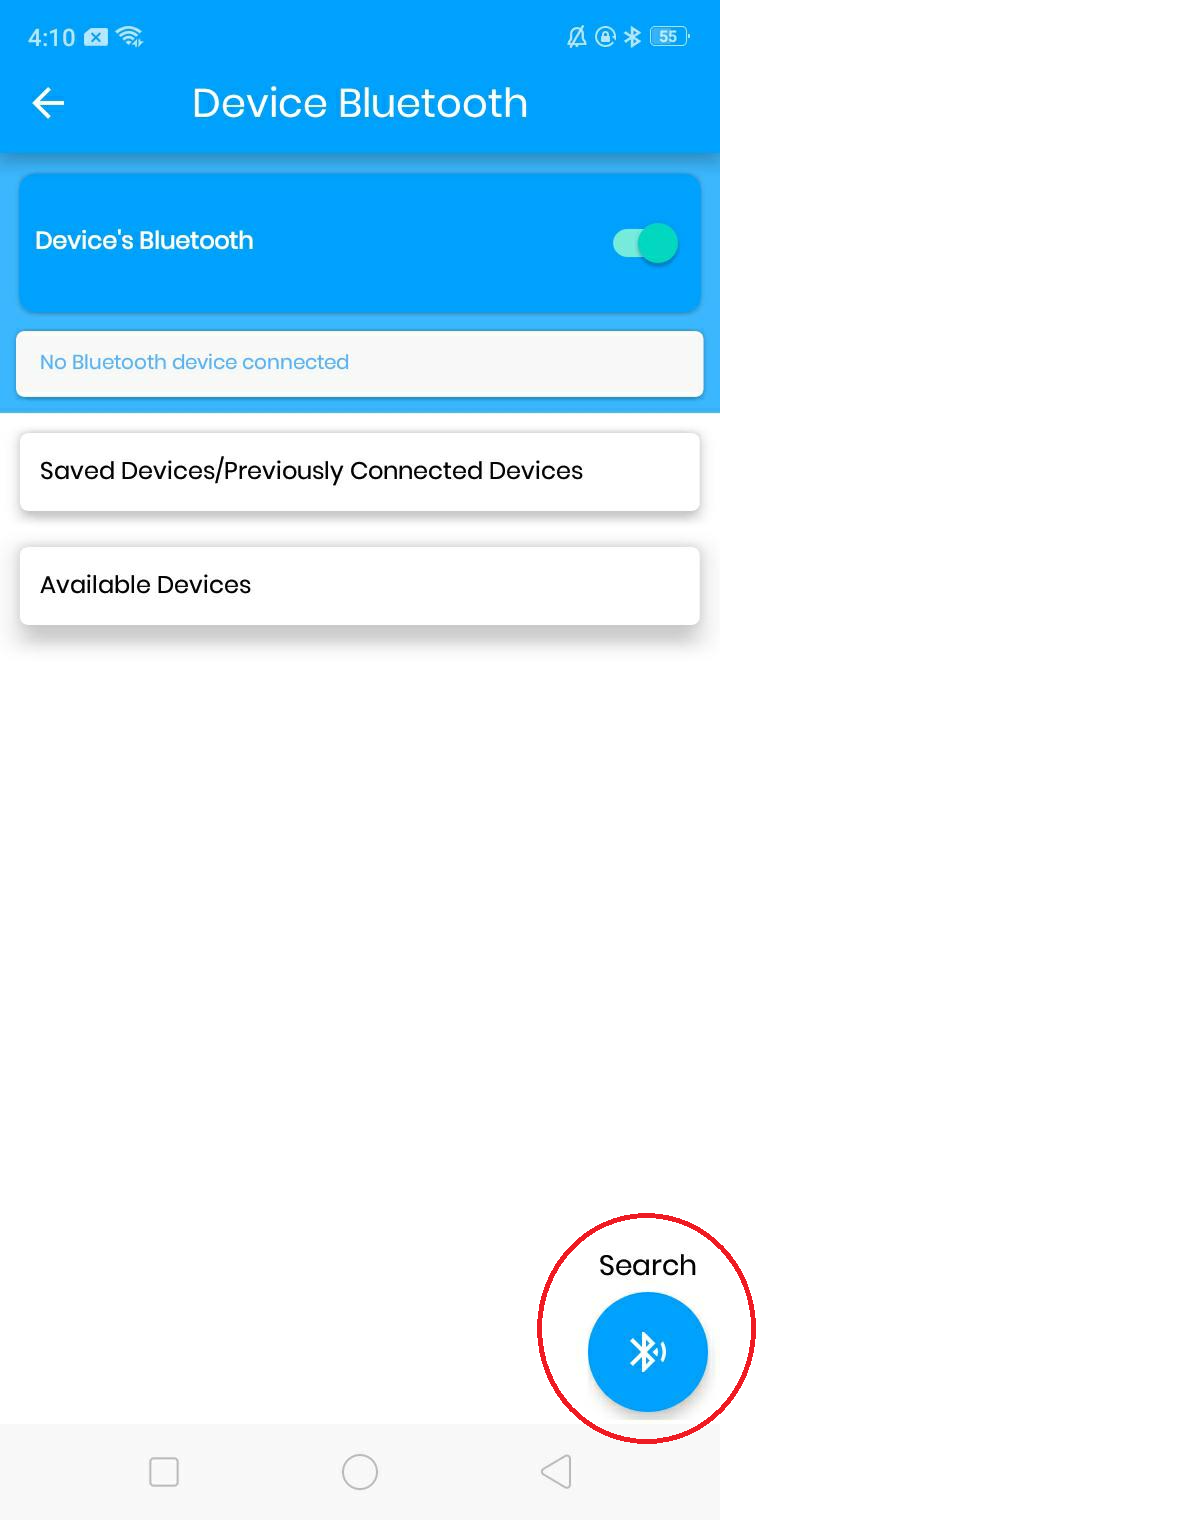 4:10
55
Device Bluetooth
Device's Bluetooth
No Bluetooth device connected
Saved Devices/Previously Connected Devices
Available Devices
Search